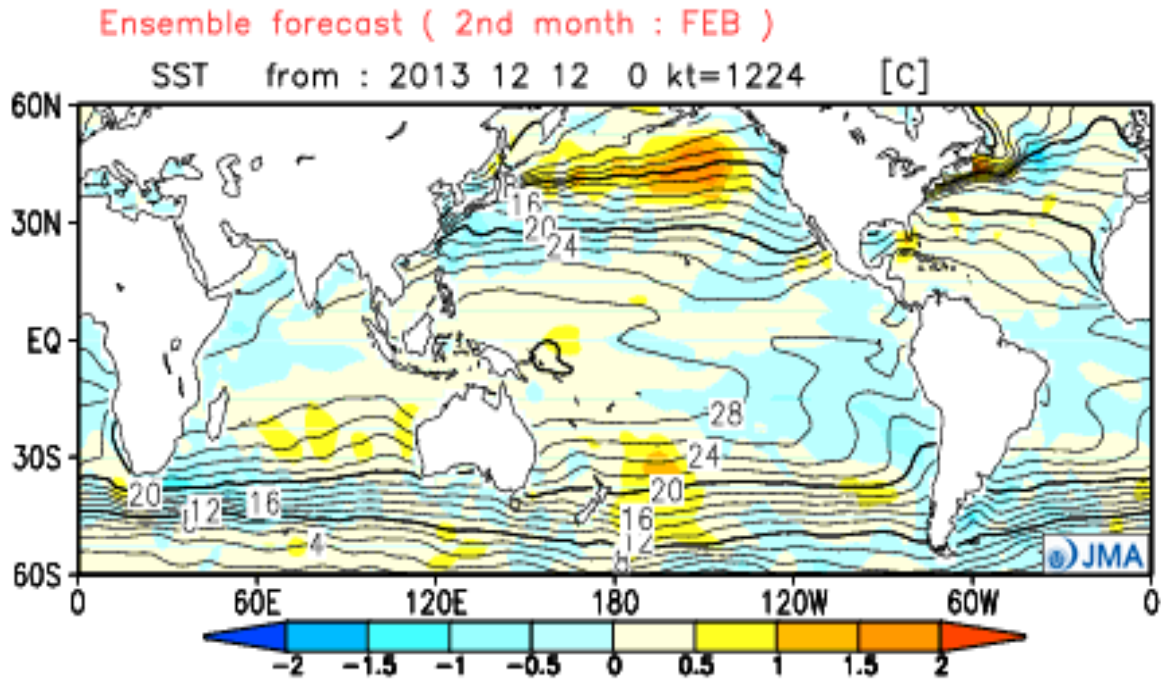 Ensemble forecast ( 2nd month : FEB )
SST from : 2013 12 12 0 kt=1224 [C]
60N
30N
EQ
30S
60S
16
20
24
28
24
20
16
12
8
20
12
16
4
JMA
0 60E 120E 180 120W 60W 0
-2 -1.5 -1 -0.5 0 0.5 1 1.5 2